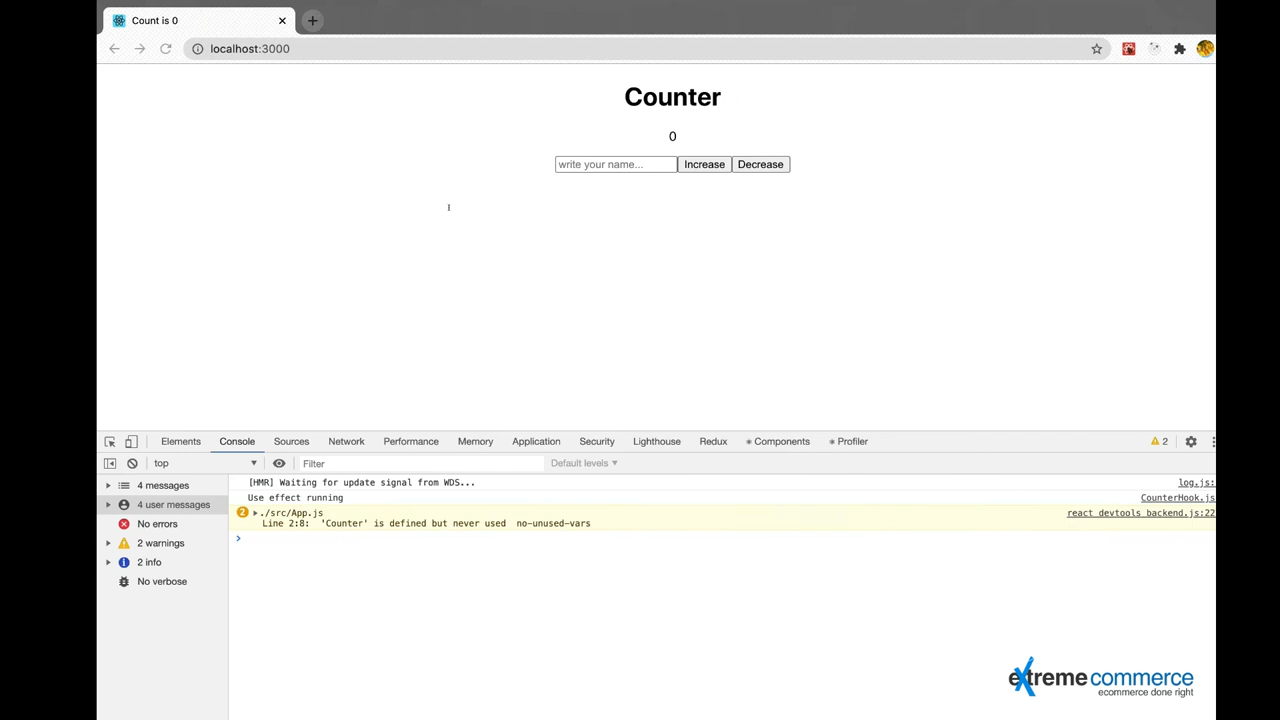 Count is 0
localhost:3000
Counter
0
write your name... Increase Decrease
Elements Console Sources Network Performance Memory Application Security Lighthouse Redux Components Profiler 2
top Filter Default levels
4 messages
4 user messages
No errors
2 warnings
2 info
No verbose
[HMR] Waiting for update signal from WDS... log.js:
Use effect running CounterHook.js
2 ./src/App.js react_devtools_backend.js:22
Line 2:8: 'Counter' is defined but never used no-unused-vars
extreme commerce
ecommerce done right